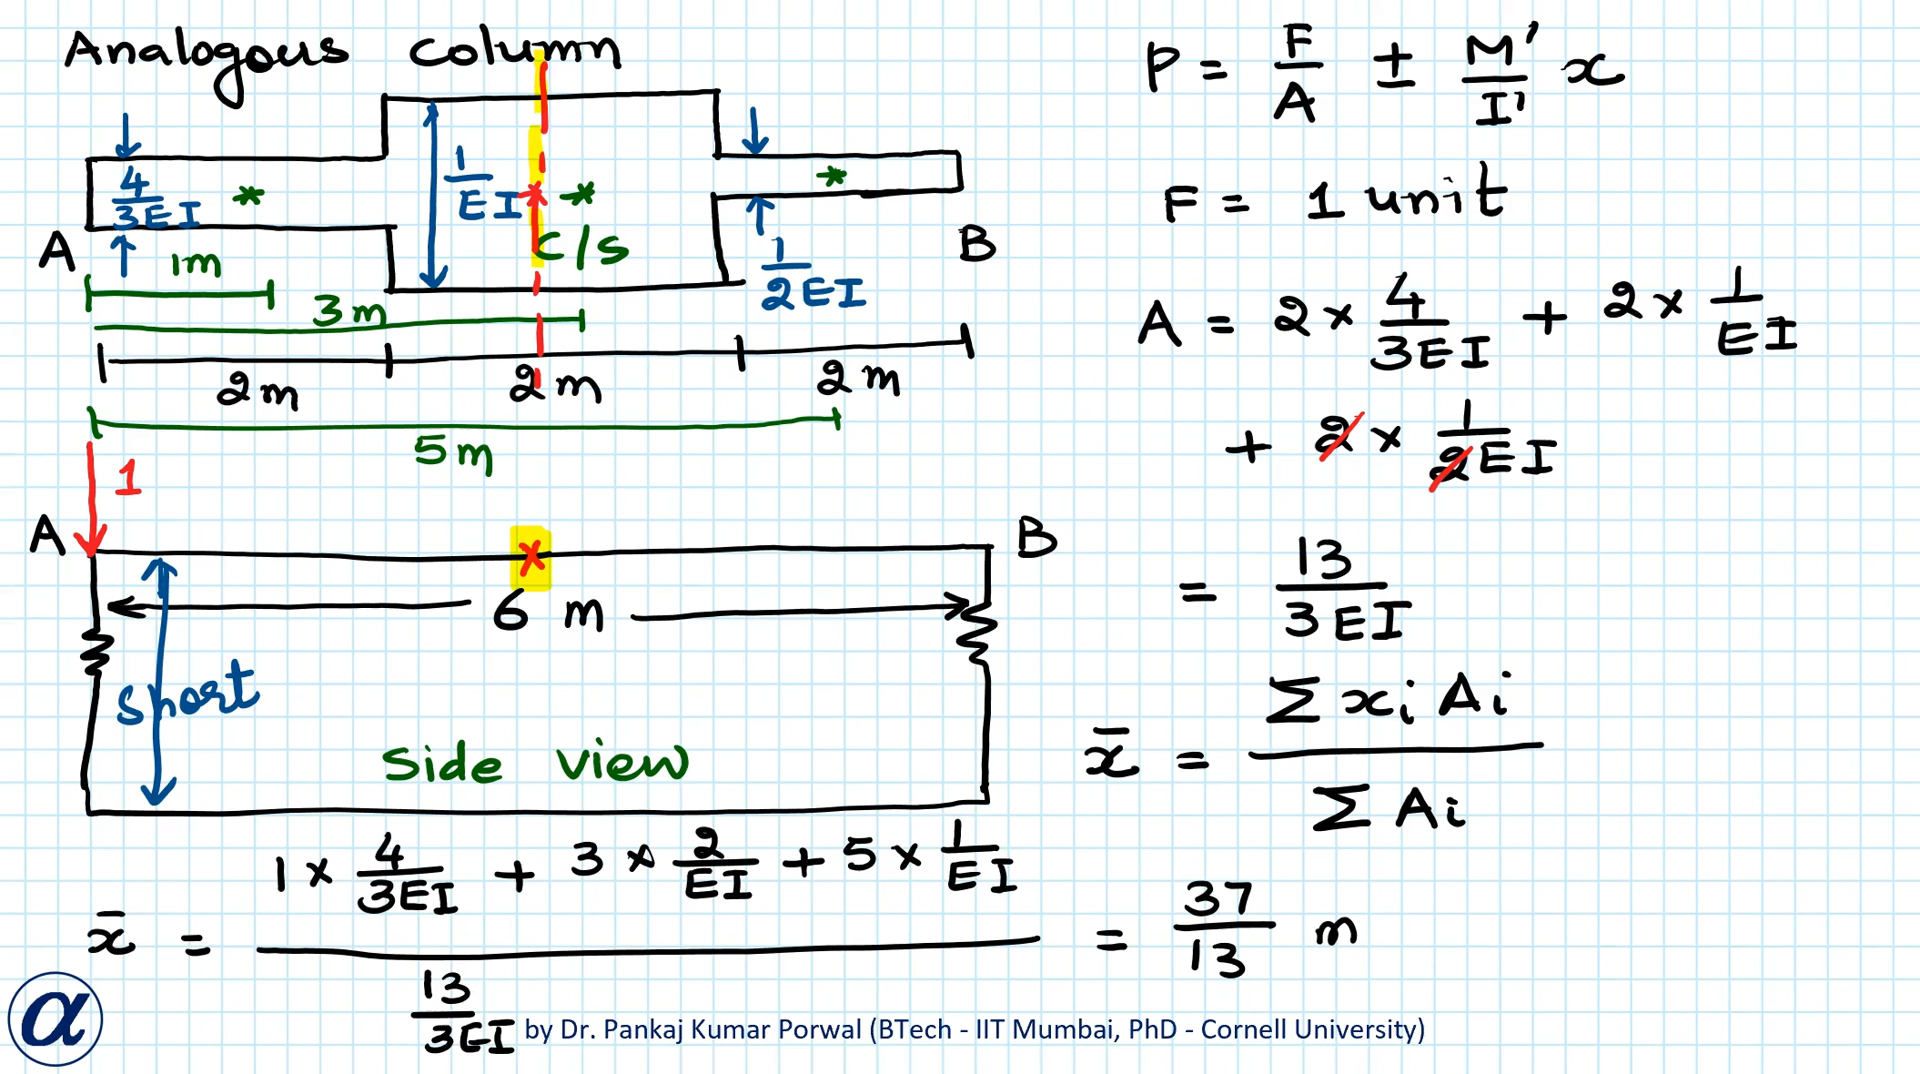 Analogous column
4/3EI
1/EI
C/S
A
B
1m
1/2EI
3m
2m 2m 2m
5m
1
A
B
6 m
Short
Side view
x̄ = (1 × 4/3EI + 3 × 2/EI + 5 × 1/EI) / (13/3EI) = 37/13 m
P = F/A ± M'/I' x
F = 1 unit
A = 2 × 4/3EI + 2 × 1/EI
+ 2 × 1/2EI
= 13/3EI
x̄ = Σ xi Ai / Σ Ai
α
by Dr. Pankaj Kumar Porwal (BTech - IIT Mumbai, PhD - Cornell University)